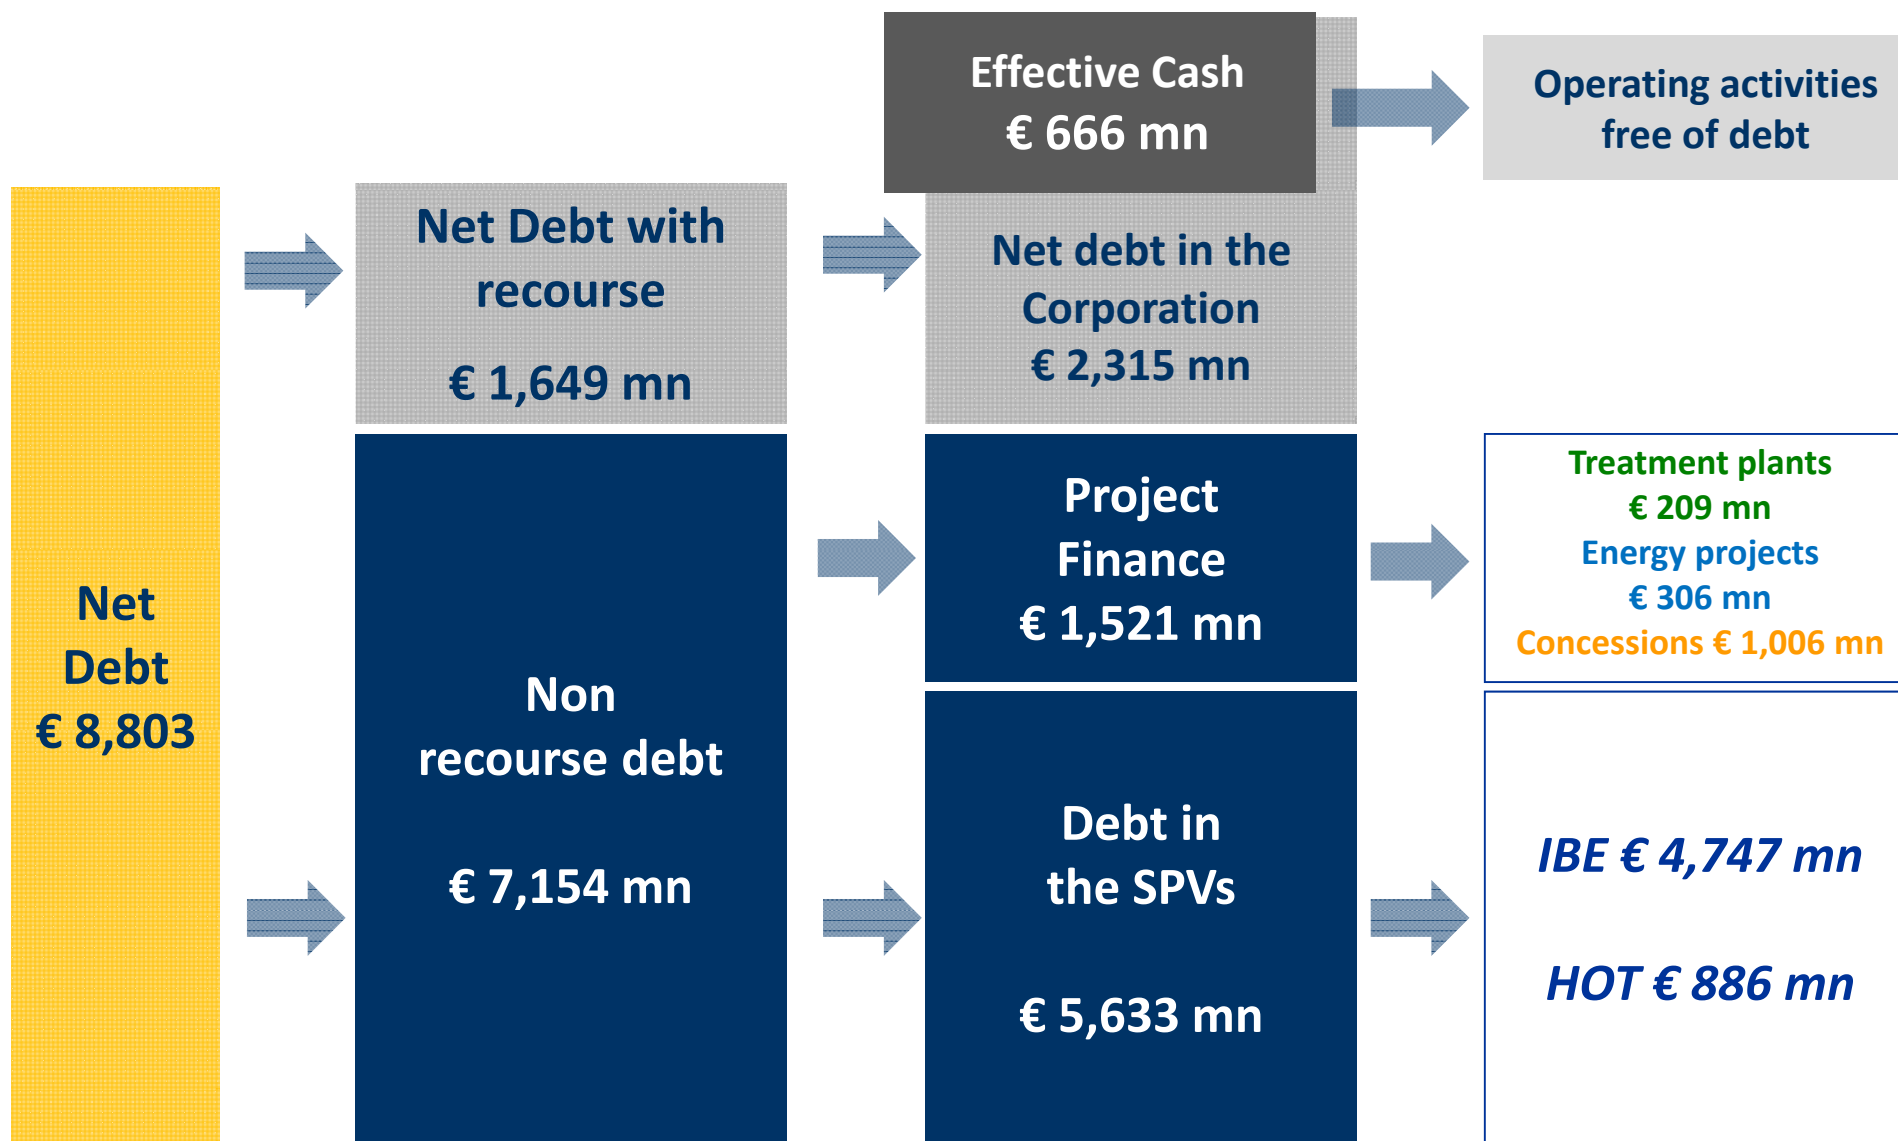 Net
Debt
€ 8,803
Net Debt with
recourse
€ 1,649 mn
Non
recourse debt
€ 7,154 mn
Effective Cash
€ 666 mn
Net debt in the
Corporation
€ 2,315 mn
Project
Finance
€ 1,521 mn
Debt in
the SPVs
€ 5,633 mn
Operating activities
free of debt
Treatment plants
€ 209 mn
Energy projects
€ 306 mn
Concessions € 1,006 mn
IBE € 4,747 mn
HOT € 886 mn